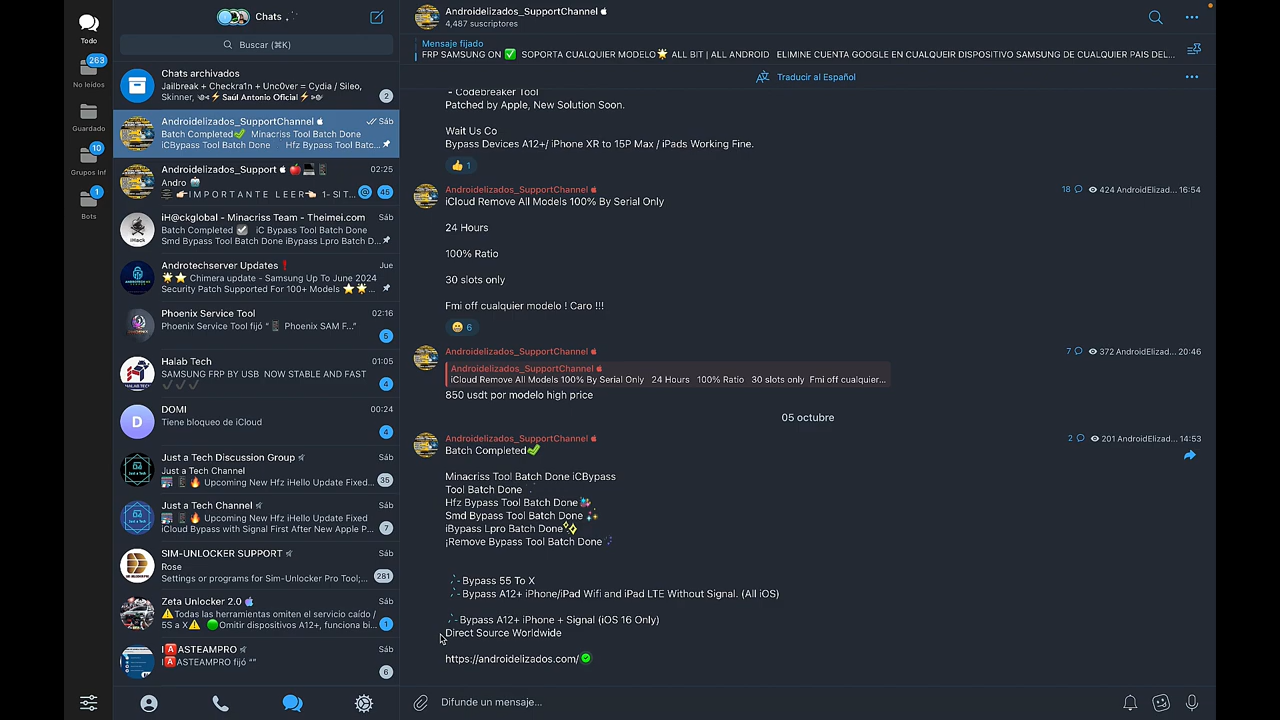 Todo
263
No leídos
Guardado
10
Grupos Inf
1
Bots
Chats
Buscar (⌘K)
Chats archivados
Jailbreak + Checkra1n + Unc0ver = Cydia / Sileo,
Skinner, ⚡Saúl Antonio Oficial⚡
2
Androidelizados_SupportChannel
Sáb
Batch Completed✅ Minacriss Tool Batch Done
iCBypass Tool Batch Done Hfz Bypass Tool Batc...
Androidelizados_Support
02:25
Andro
👉I M P O R T A N T E  L E E R👈 1- S I T...
@ 45
iH@ckglobal - Minacriss Team - Theimei.com
Sáb
Batch Completed ☑ iC Bypass Tool Batch Done
Smd Bypass Tool Batch Done iBypass Lpro Batch D...
Androtechserver Updates❗
Jue
🌟⭐ Chimera update - Samsung Up To June 2024
Security Patch Supported For 100+ Models ⭐🌟...
Phoenix Service Tool
02:16
Phoenix Service Tool fijó “ Phoenix SAM F...”
5
Halab Tech
01:05
SAMSUNG FRP BY USB NOW STABLE AND FAST
✔✔✔
4
DOMI
00:24
D
Tiene bloqueo de iCloud
4
Just a Tech Discussion Group
Sáb
Just a Tech Channel
🔥 Upcoming New Hfz iHello Update Fixed
35
Just a Tech Channel
Sáb
🔥 Upcoming New Hfz iHello Update Fixed
iCloud Bypass with Signal First After New Apple P...
7
SIM-UNLOCKER SUPPORT
Sáb
Rose
Settings or programs for Sim-Unlocker Pro Tool;...
281
Zeta Unlocker 2.0
Sáb
⚠Todas las herramientas omiten el servicio caído /
5S a X⚠ 🟢Omitir dispositivos A12+, funciona bi...
1
I🅰ASTEAMPRO
Sáb
I🅰ASTEAMPRO fijó “”
6
Androidelizados_SupportChannel
4,487 suscriptores
Mensaje fijado
FRP SAMSUNG ON ✅ SOPORTA CUALQUIER MODELO🌟 ALL BIT | ALL ANDROID ELIMINE CUENTA GOOGLE EN CUALQUER DISPOSITIVO SAMSUNG DE CUALQUIER PAIS DEL...
Traducir al Español
- Codebreaker Tool
Patched by Apple, New Solution Soon.
Wait Us Co
Bypass Devices A12+/ iPhone XR to 15P Max / iPads Working Fine.
👍 1
Androidelizados_SupportChannel
18 424 AndroidElizad... 16:54
iCloud Remove All Models 100% By Serial Only
24 Hours
100% Ratio
30 slots only
Fmi off cualquier modelo ! Caro !!!
😀 6
Androidelizados_SupportChannel
7 372 AndroidElizad... 20:46
Androidelizados_SupportChannel
iCloud Remove All Models 100% By Serial Only 24 Hours 100% Ratio 30 slots only Fmi off cualquier...
850 usdt por modelo high price
05 octubre
Androidelizados_SupportChannel
2 201 AndroidElizad... 14:53
Batch Completed✅
Minacriss Tool Batch Done iCBypass
Tool Batch Done
Hfz Bypass Tool Batch Done
Smd Bypass Tool Batch Done ✨
iBypass Lpro Batch Done✨
¡Remove Bypass Tool Batch Done
- Bypass 5S To X
- Bypass A12+ iPhone/iPad Wifi and iPad LTE Without Signal. (All iOS)
- Bypass A12+ iPhone + Signal (iOS 16 Only)
Direct Source Worldwide
https://androidelizados.com/
Difunde un mensaje...